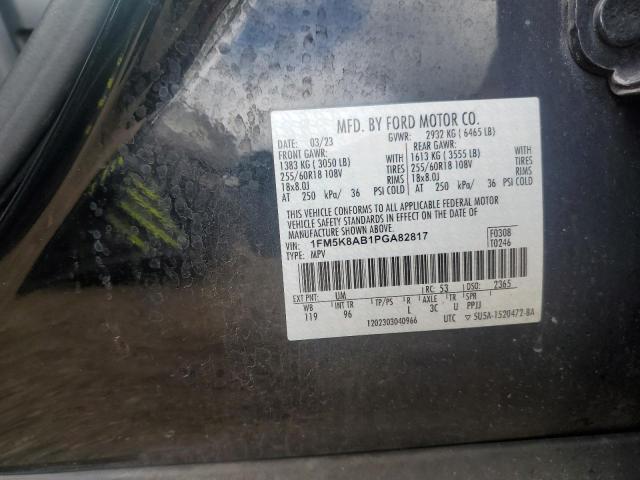 MFD. BY FORD MOTOR CO.
DATE: 03/23 GVWR: 2932 KG ( 6465 LB)
FRONT GAWR: REAR GAWR:
1383 KG ( 3050 LB) WITH 1613 KG ( 3555 LB) WITH
255/60R18 108V TIRES 255/60R18 108V TIRES
18x8.0J RIMS 18x8.0J RIMS
AT 250 kPa/ 36 PSI COLD AT 250 kPa/ 36 PSI COLD
THIS VEHICLE CONFORMS TO ALL APPLICABLE FEDERAL MOTOR
VEHICLE SAFETY STANDARDS IN EFFECT ON THE DATE OF
MANUFACTURE SHOWN ABOVE.
VIN: 1FM5K8AB1PGA82817 F0308
TYPE: MPV T0246
EXT PNT: UM RC: 53 DSO: 2365
WB INT TR TP/PS R AXLE TR SPR
119 96 L 3C U PPJJ
1202303040966 UTC ▽ 5U5A-1520472-BA